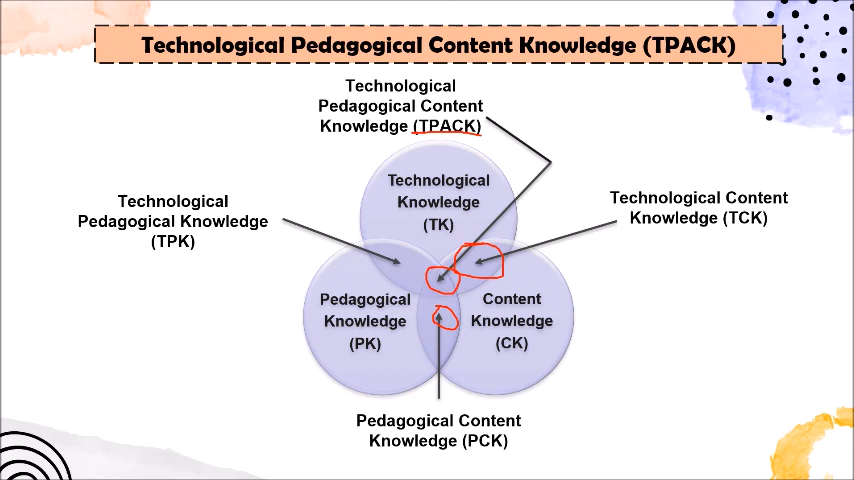 Technological Pedagogical Content Knowledge (TPACK)
Technological
Pedagogical Content
Knowledge (TPACK)
Technological
Knowledge
(TK)
Technological
Pedagogical Knowledge
(TPK)
Technological Content
Knowledge (TCK)
Pedagogical
Knowledge
(PK)
Content
Knowledge
(CK)
Pedagogical Content
Knowledge (PCK)